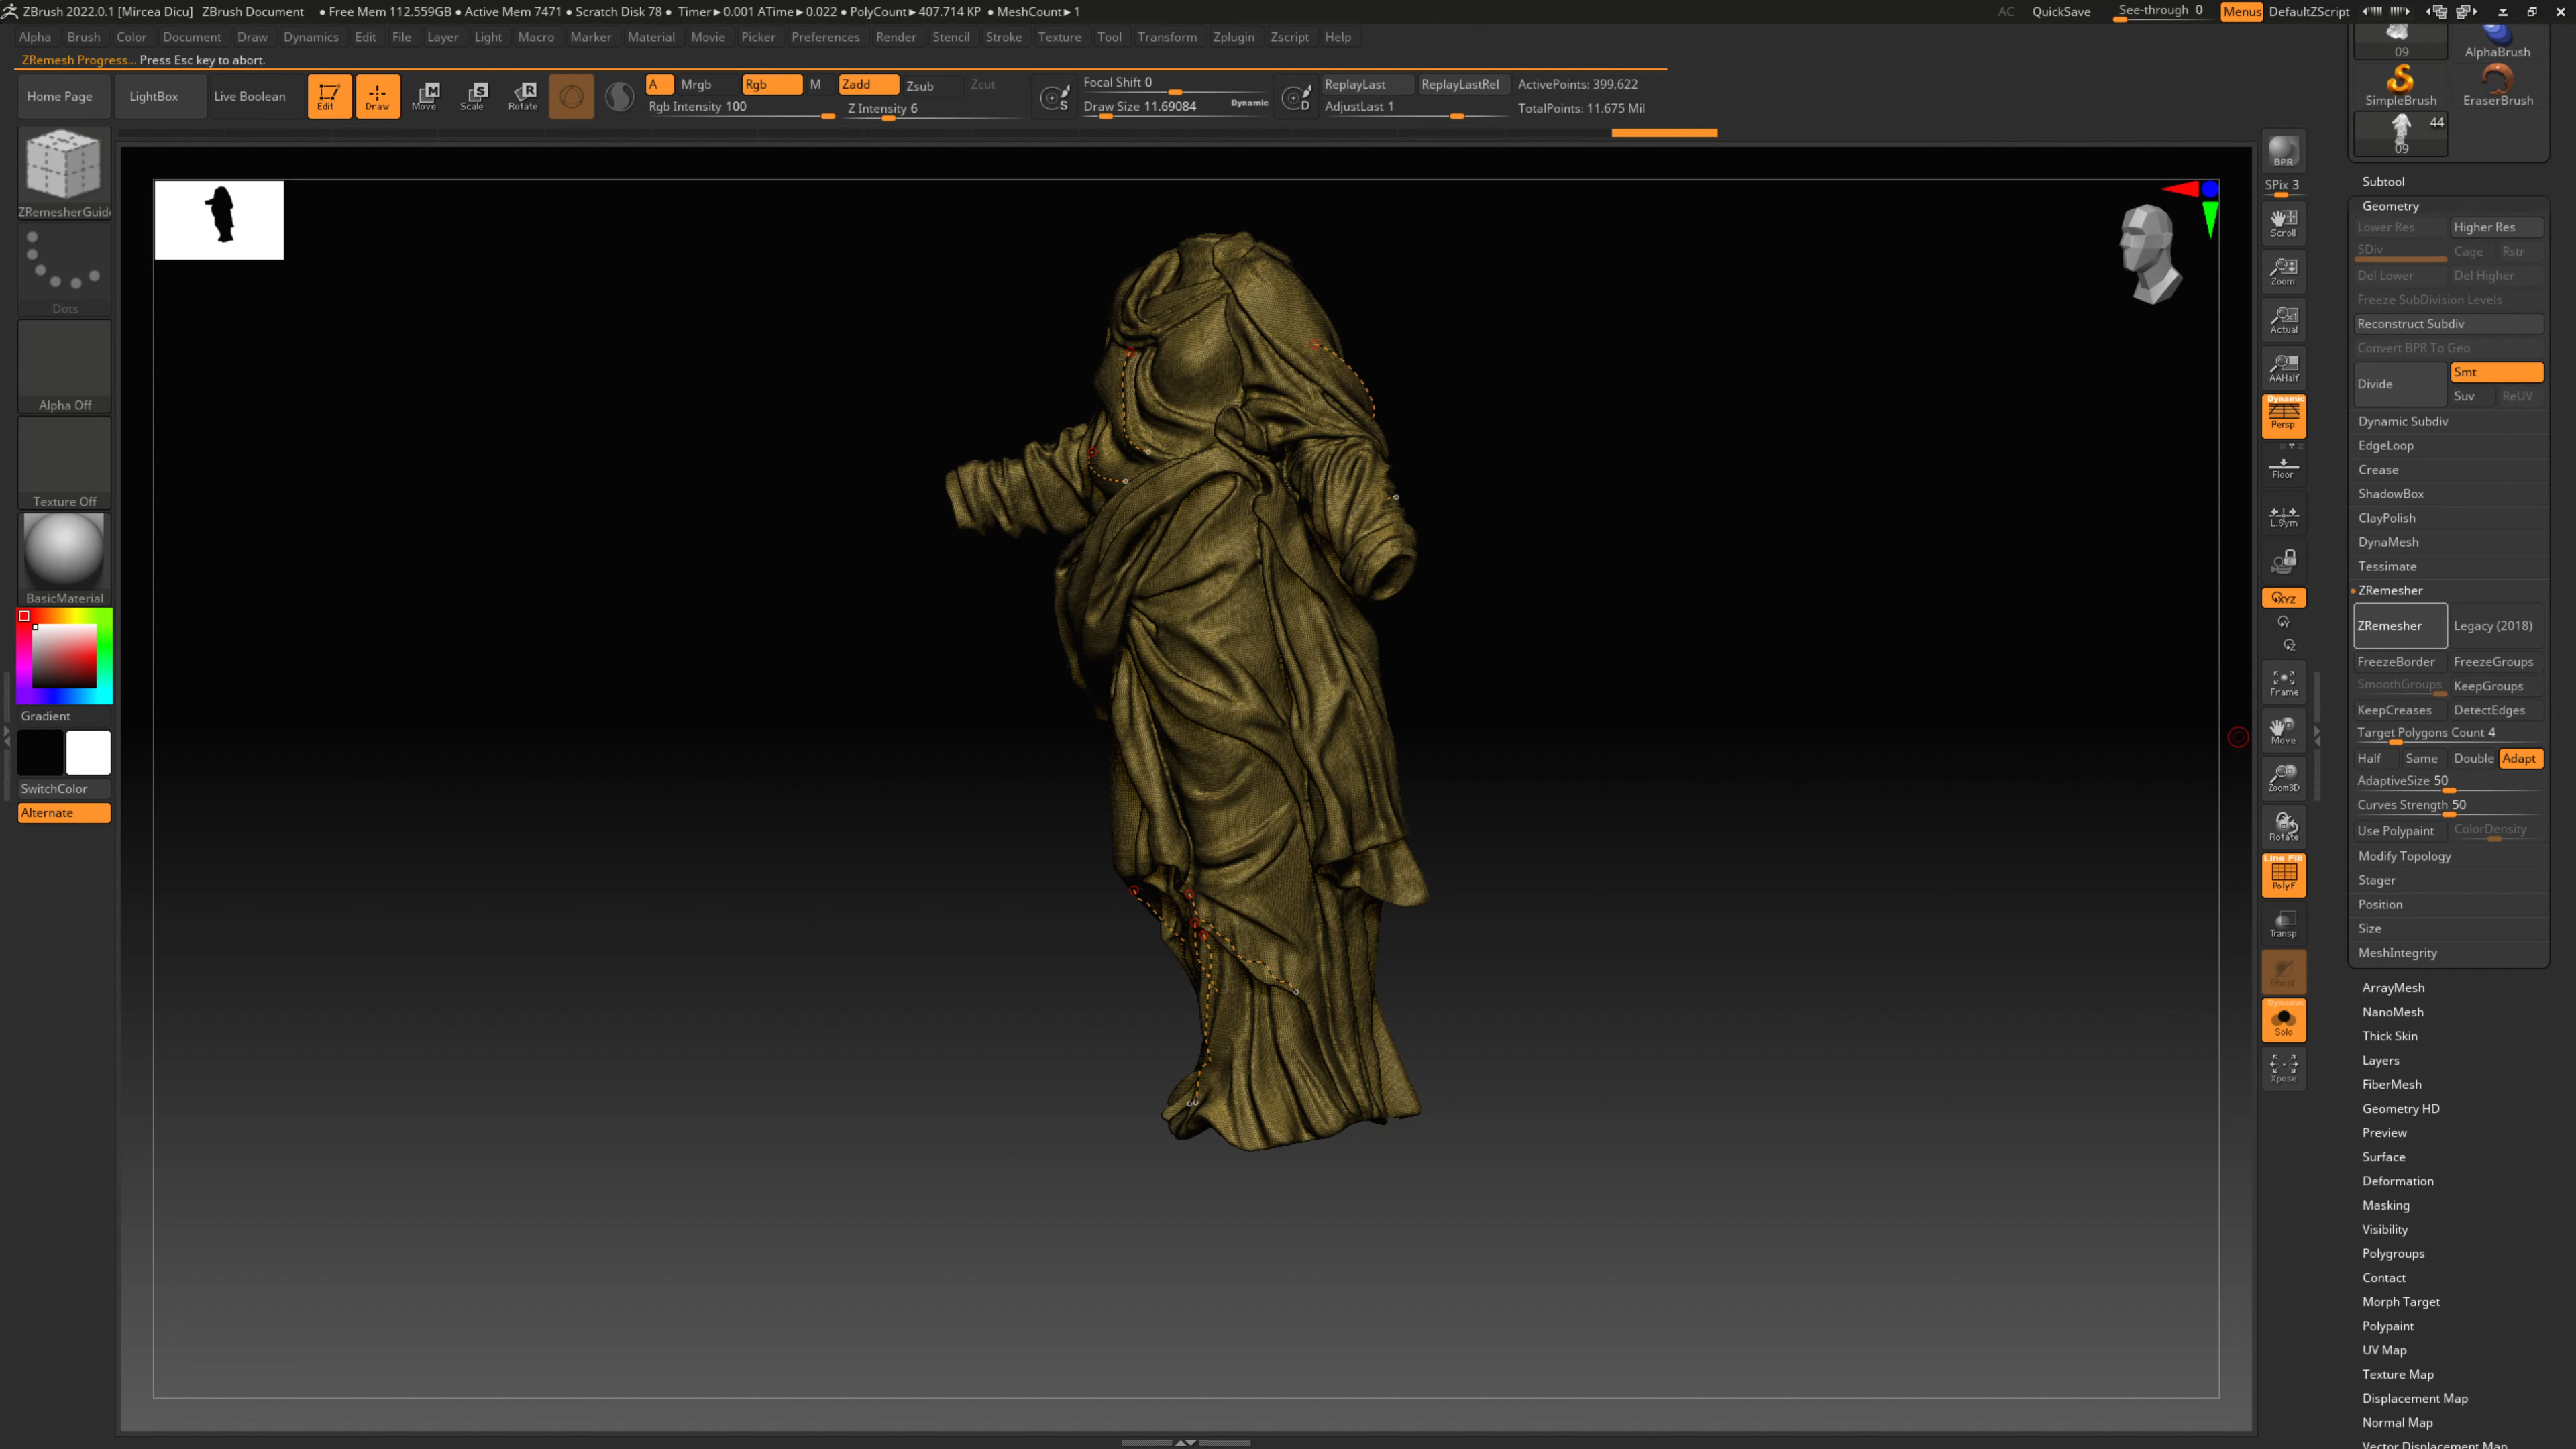 ZBrush 2022.0.1 [Mircea Dicu] ZBrush Document • Free Mem 112.559GB • Active Mem 7471 • Scratch Disk 78 • Timer►0.001 ATime►0.022 • PolyCount►407.714 KP • MeshCount►1 AC QuickSave See-through 0 Menus DefaultZScript
Alpha Brush Color Document Draw Dynamics Edit File Layer Light Macro Marker Material Movie Picker Preferences Render Stencil Stroke Texture Tool Transform Zplugin Zscript Help
ZRemesh Progress... Press Esc key to abort.
Home Page LightBox Live Boolean Edit Draw Move Scale Rotate
M S R
A Mrgb Rgb M Zadd Zsub Zcut
Rgb Intensity 100 Z Intensity 6
S Focal Shift 0
Draw Size 11.69084 Dynamic
D ReplayLast ReplayLastRel ActivePoints: 399,622
AdjustLast 1 TotalPoints: 11.675 Mil
ZRemesherGuid
Dots
Alpha Off
Texture Off
BasicMaterial
Gradient
SwitchColor
Alternate
BPR
SPix 3
Scroll
Zoom
Actual
AAHalf
Dynamic
Persp
Floor
L.Sym
XYZ
Y
Z
Frame
Move
Zoom3D
Rotate
Line Fill
PolyF
Transp
Ghost
Dynamic
Solo
Xpose
09 AlphaBrush
SimpleBrush EraserBrush
44
09
Subtool
Geometry
Lower Res Higher Res
SDiv Cage Rstr
Del Lower Del Higher
Freeze SubDivision Levels
Reconstruct Subdiv
Convert BPR To Geo
Divide Smt
Suv ReUV
Dynamic Subdiv
EdgeLoop
Crease
ShadowBox
ClayPolish
DynaMesh
Tessimate
ZRemesher
ZRemesher Legacy (2018)
FreezeBorder FreezeGroups
SmoothGroups KeepGroups
KeepCreases DetectEdges
Target Polygons Count 4
Half Same Double Adapt
AdaptiveSize 50
Curves Strength 50
Use Polypaint ColorDensity
Modify Topology
Stager
Position
Size
MeshIntegrity
ArrayMesh
NanoMesh
Thick Skin
Layers
FiberMesh
Geometry HD
Preview
Surface
Deformation
Masking
Visibility
Polygroups
Contact
Morph Target
Polypaint
UV Map
Texture Map
Displacement Map
Normal Map
Vector Displacement Map